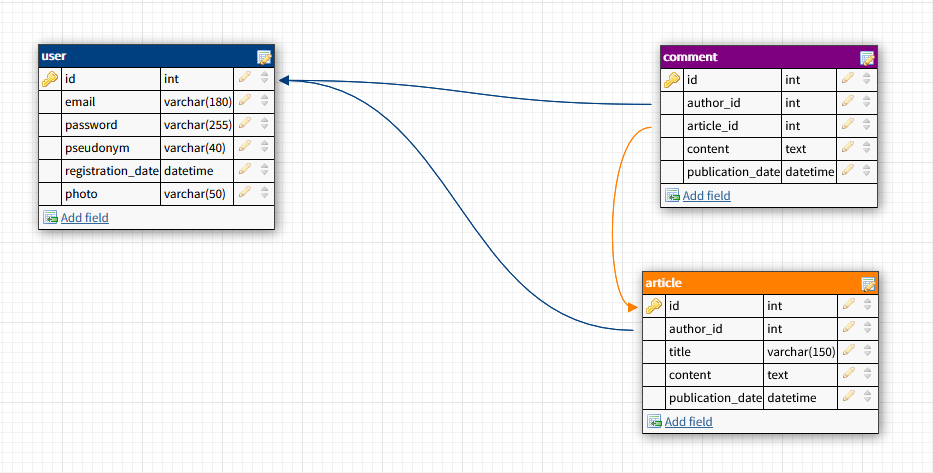 user
id int
email varchar(180)
password varchar(255)
pseudonym varchar(40)
registration_date datetime
photo varchar(50)
Add field
comment
id int
author_id int
article_id int
content text
publication_date datetime
Add field
article
id int
author_id int
title varchar(150)
content text
publication_date datetime
Add field